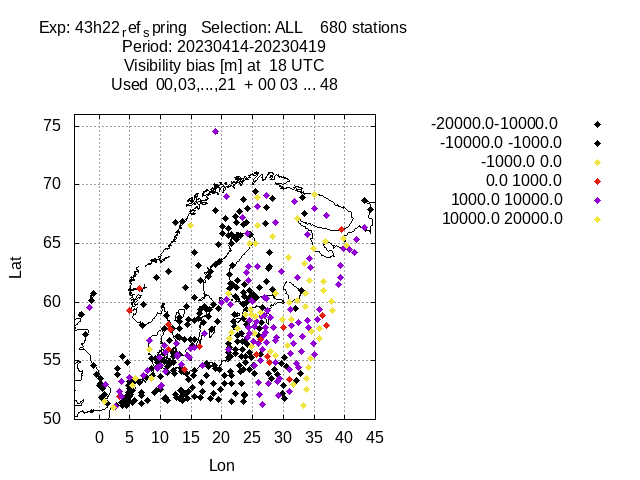 Exp: 43h22ref spring   Selection: ALL    680 stations
Period: 20230414-20230419
Visibility bias [m] at  18 UTC
Used  00,03,...,21  + 00 03 ... 48
-20000.0-10000.0
-10000.0 -1000.0
-1000.0 0.0
0.0 1000.0
1000.0 10000.0
10000.0 20000.0
75
70
65
60
55
50
Lat
0 5 10 15 20 25 30 35 40 45
Lon